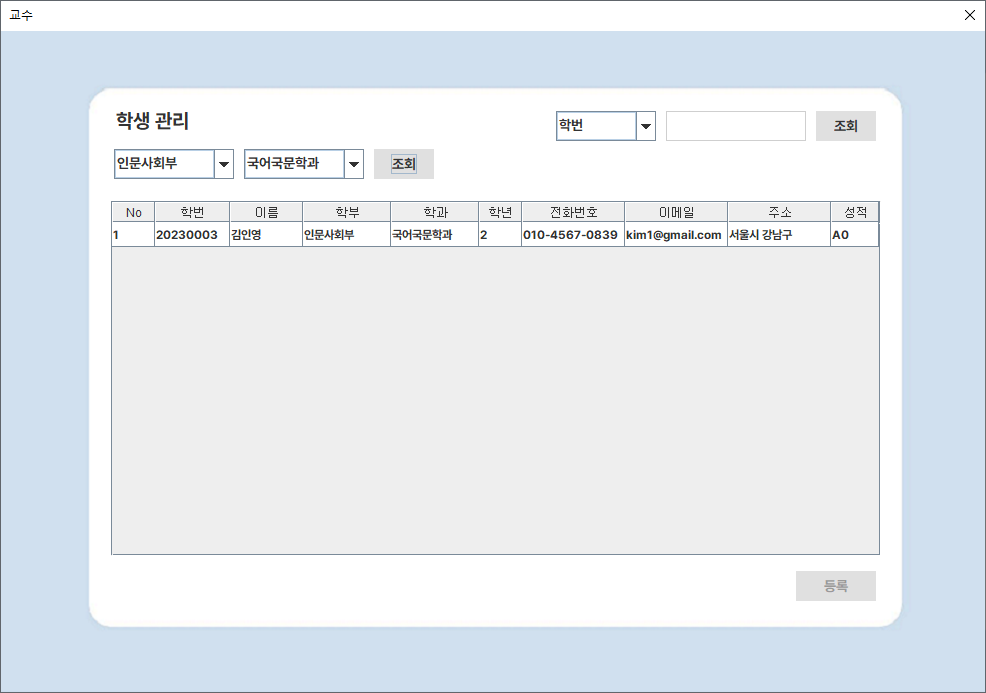 교수
학생 관리
학번 조회
인문사회부 국어국문학과 조회
No 학번 이름 학부 학과 학년 전화번호 이메일 주소 성적
1 20230003 김인영 인문사회부 국어국문학과 2 010-4567-0839 kim1@gmail.com 서울시 강남구 A0
등록